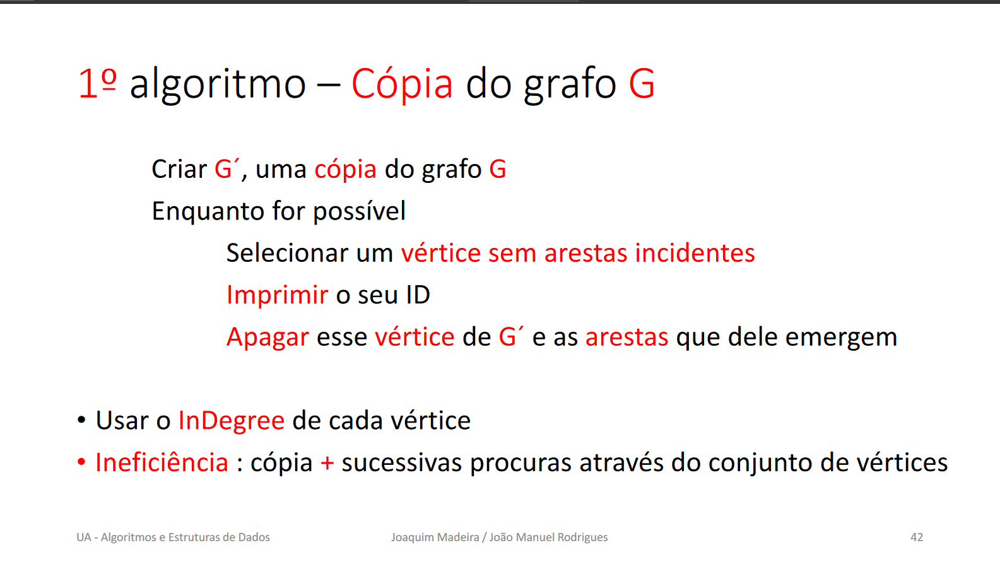 1º algoritmo – Cópia do grafo G
Criar G´, uma cópia do grafo G
Enquanto for possível
Selecionar um vértice sem arestas incidentes
Imprimir o seu ID
Apagar esse vértice de G´ e as arestas que dele emergem
• Usar o InDegree de cada vértice
• Ineficiência : cópia + sucessivas procuras através do conjunto de vértices
UA - Algoritmos e Estruturas de Dados
Joaquim Madeira / João Manuel Rodrigues
42